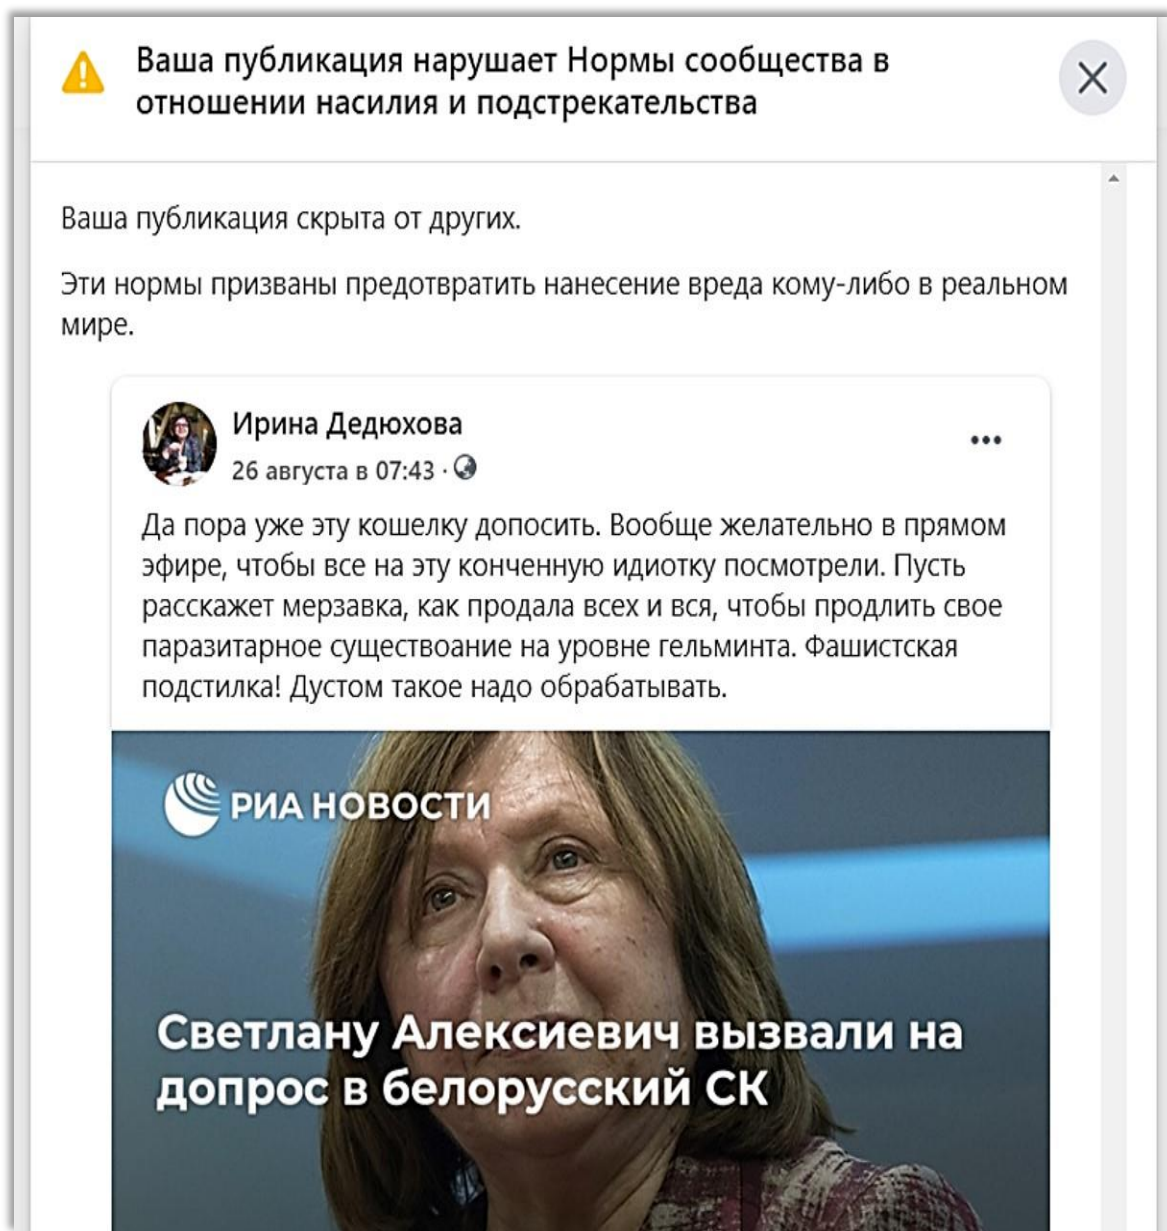 Ваша публикация нарушает Нормы сообщества в
отношении насилия и подстрекательства
Ваша публикация скрыта от других.
Эти нормы призваны предотвратить нанесение вреда кому-либо в реальном
мире.
Ирина Дедюхова
26 августа в 07:43 ·
Да пора уже эту кошелку допосить. Вообще желательно в прямом
эфире, чтобы все на эту конченную идиотку посмотрели. Пусть
расскажет мерзавка, как продала всех и вся, чтобы продлить свое
паразитарное существоание на уровне гельминта. Фашистская
подстилка! Дустом такое надо обрабатывать.
РИА НОВОСТИ
Светлану Алексиевич вызвали на
допрос в белорусский СК